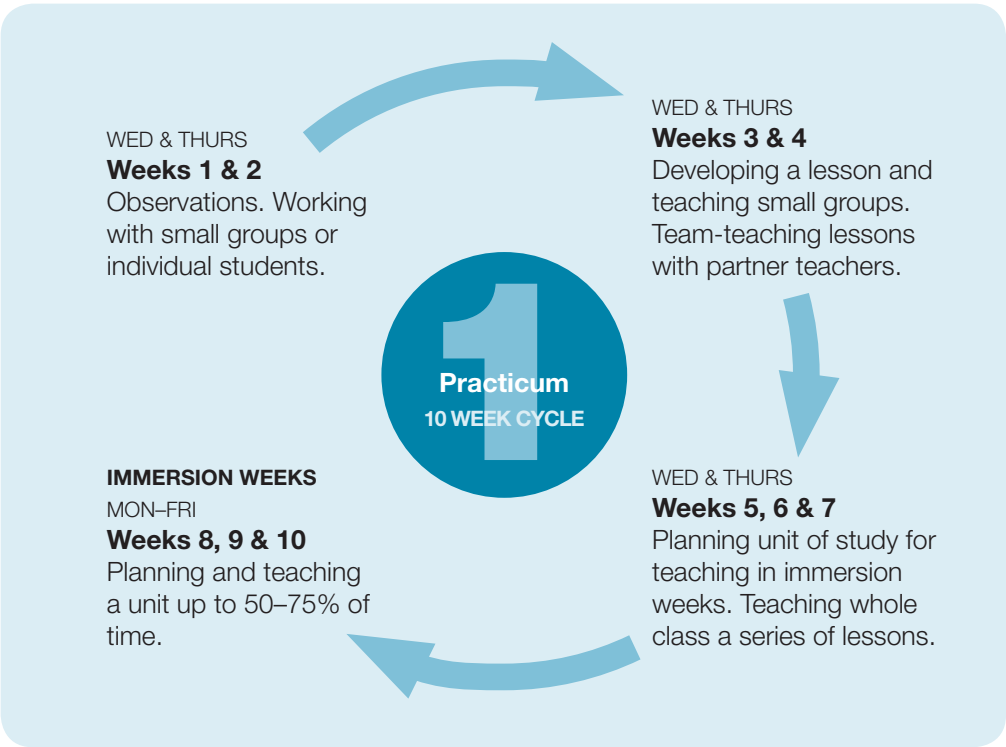 WED & THURS
Weeks 1 & 2
Observations. Working
with small groups or
individual students.
WED & THURS
Weeks 3 & 4
Developing a lesson and
teaching small groups.
Team-teaching lessons
with partner teachers.
1
Practicum
10 WEEK CYCLE
WED & THURS
Weeks 5, 6 & 7
Planning unit of study for
teaching in immersion
weeks. Teaching whole
class a series of lessons.
IMMERSION WEEKS
MON–FRI
Weeks 8, 9 & 10
Planning and teaching
a unit up to 50–75% of
time.